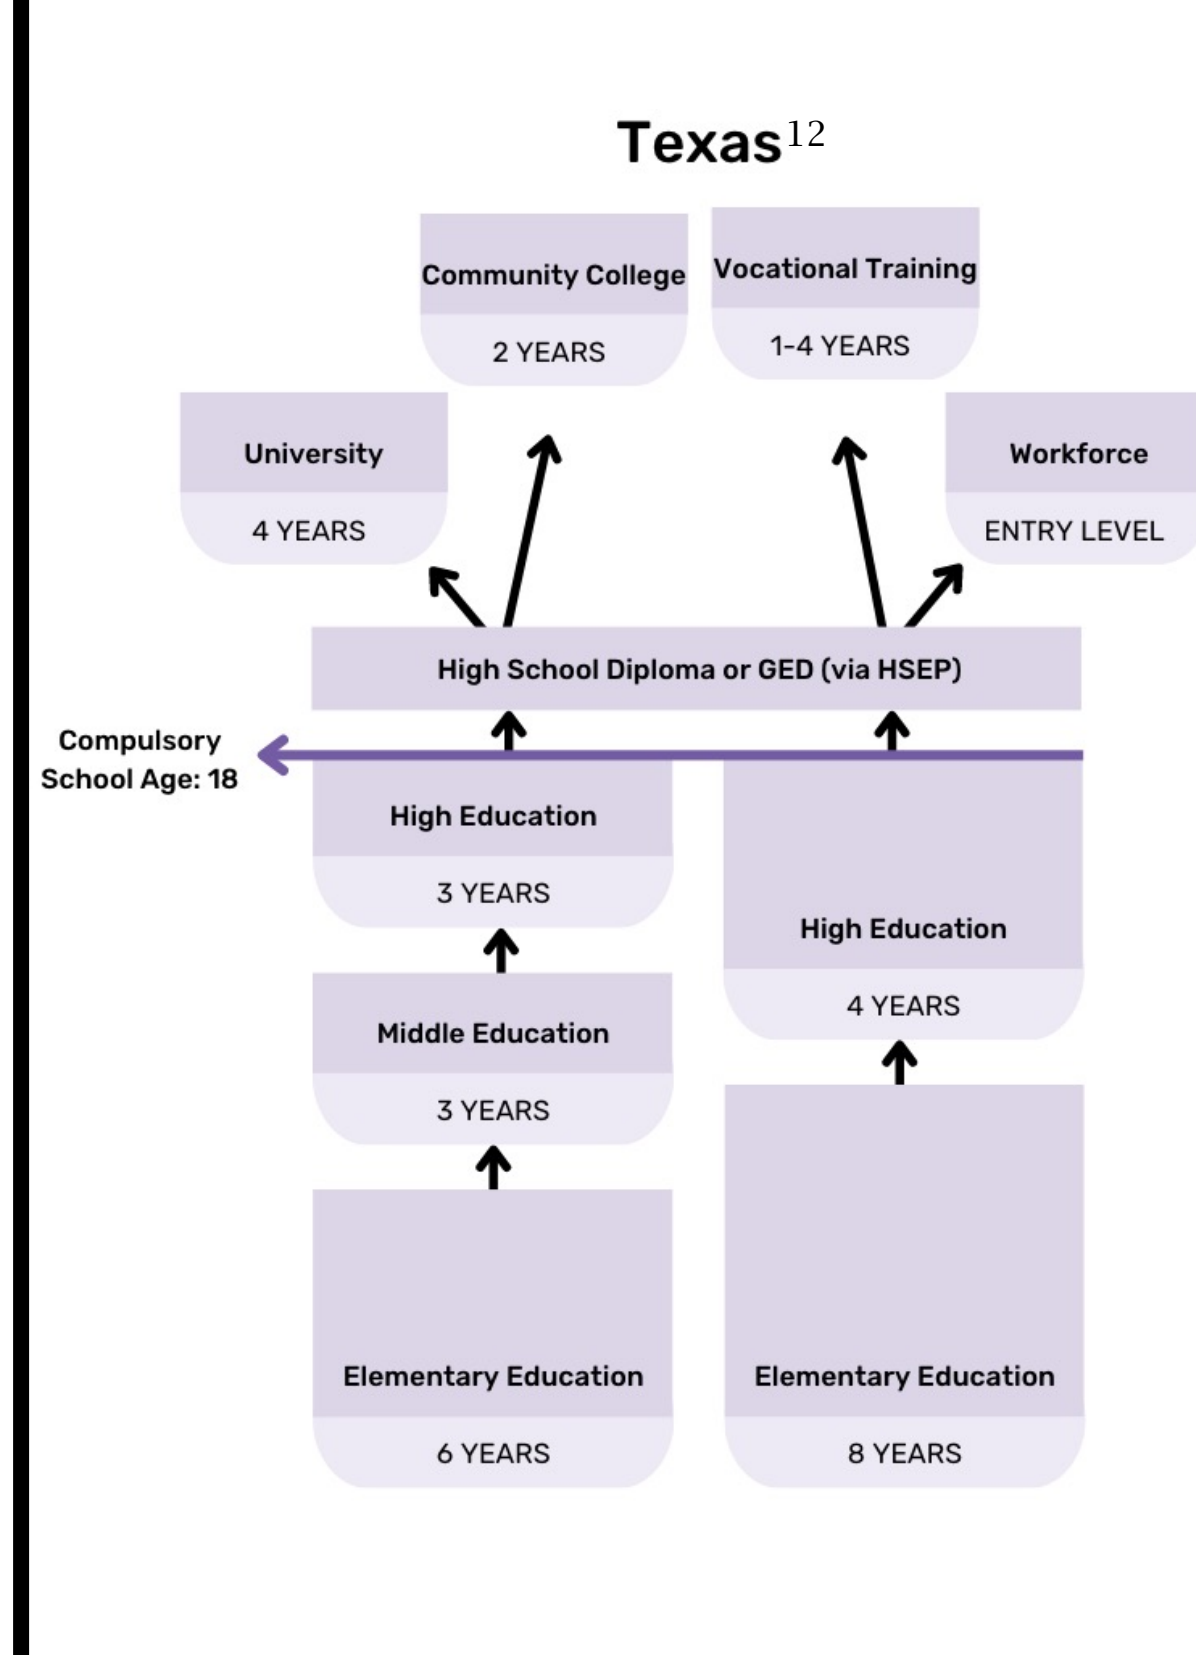 Texas12
Community College
2 YEARS
Vocational Training
1-4 YEARS
University
4 YEARS
Workforce
ENTRY LEVEL
High School Diploma or GED (via HSEP)
Compulsory
School Age: 18
High Education
3 YEARS
High Education
4 YEARS
Middle Education
3 YEARS
Elementary Education
6 YEARS
Elementary Education
8 YEARS